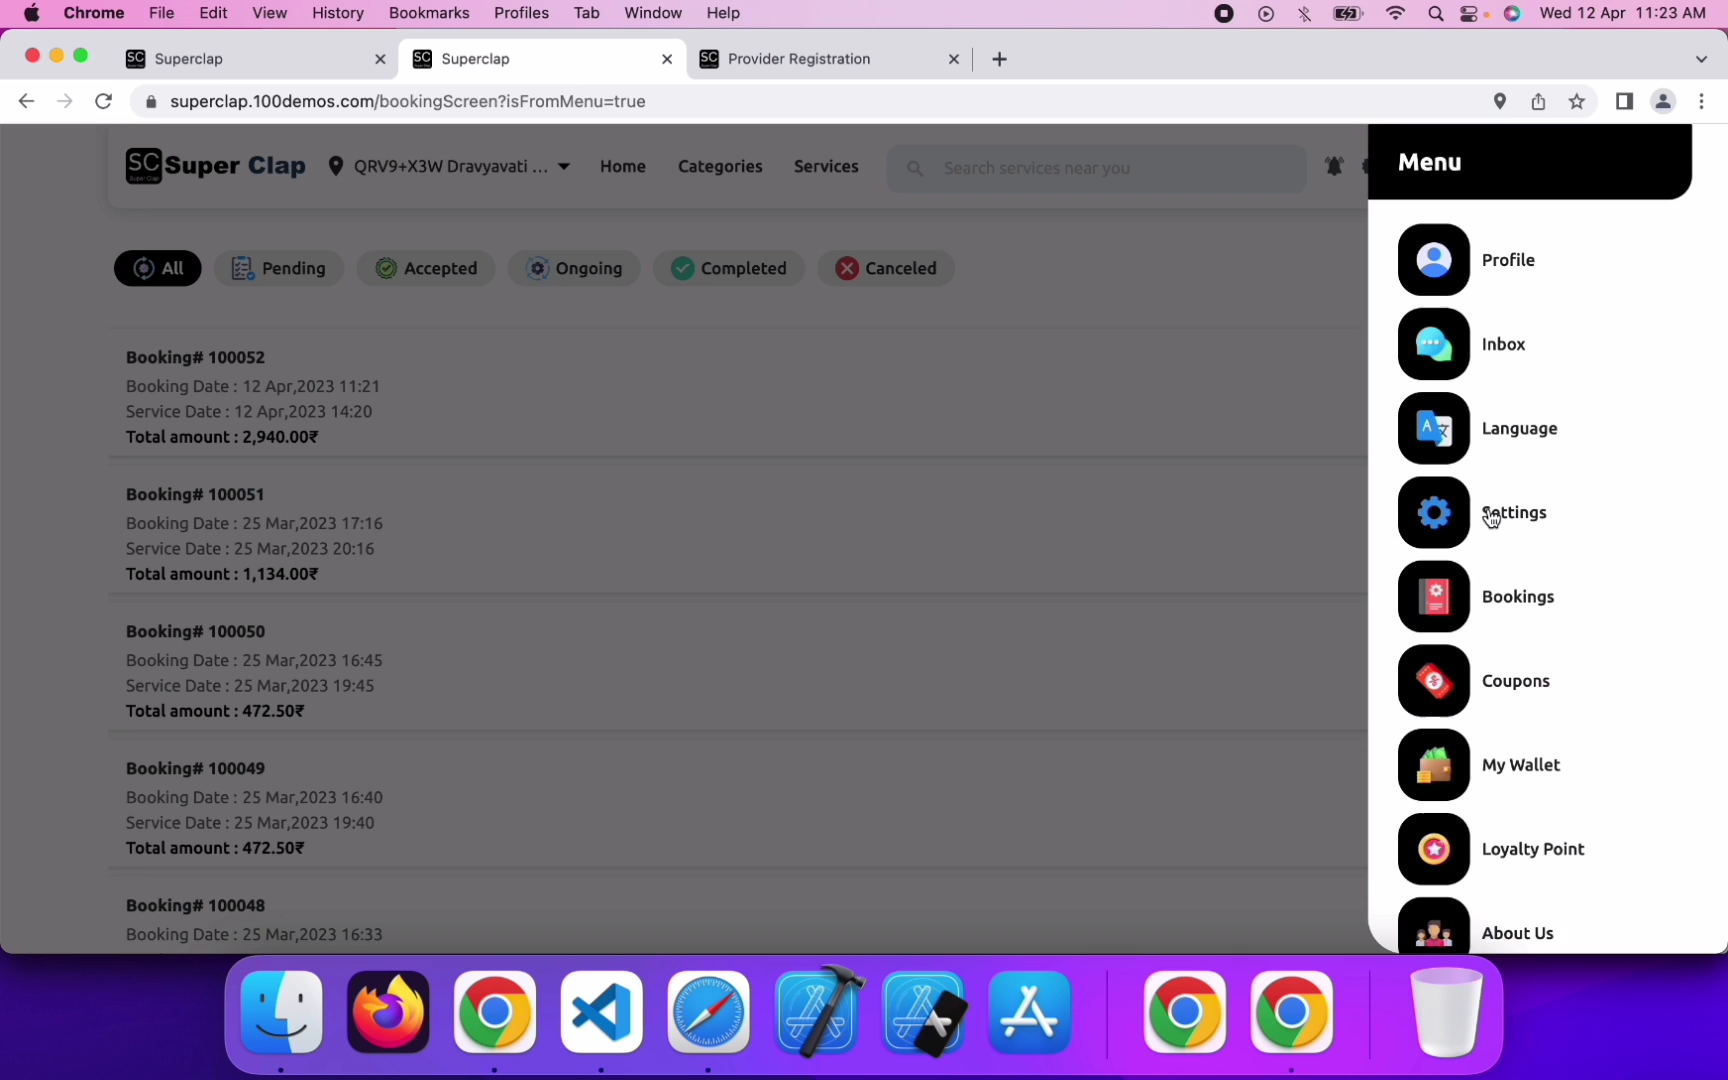 Chrome File Edit View History Bookmarks Profiles Tab Window Help Wed 12 Apr 11:23 AM
SC Superclap SC Superclap SC Provider Registration
superclap.100demos.com/bookingScreen?isFromMenu=true
SC Super Clap QRV9+X3W Dravyavati ... Home Categories Services Search services near you
Menu
All Pending Accepted Ongoing Completed Canceled
Booking# 100052
Booking Date : 12 Apr,2023 11:21
Service Date : 12 Apr,2023 14:20
Total amount : 2,940.00₹
Booking# 100051
Booking Date : 25 Mar,2023 17:16
Service Date : 25 Mar,2023 20:16
Total amount : 1,134.00₹
Booking# 100050
Booking Date : 25 Mar,2023 16:45
Service Date : 25 Mar,2023 19:45
Total amount : 472.50₹
Booking# 100049
Booking Date : 25 Mar,2023 16:40
Service Date : 25 Mar,2023 19:40
Total amount : 472.50₹
Booking# 100048
Booking Date : 25 Mar,2023 16:33
Profile
Inbox
Language
Settings
Bookings
Coupons
My Wallet
Loyalty Point
About Us